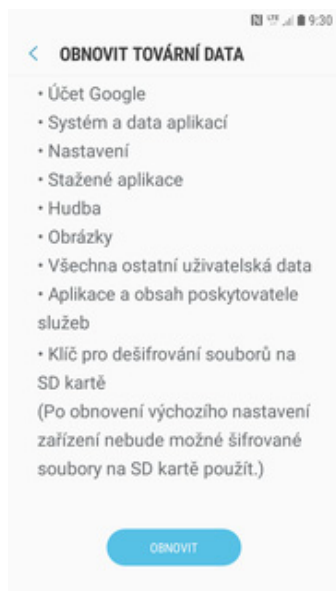 9:30
OBNOVIT TOVÁRNÍ DATA
• Účet Google
• Systém a data aplikací
• Nastavení
• Stažené aplikace
• Hudba
• Obrázky
• Všechna ostatní uživatelská data
• Aplikace a obsah poskytovatele
služeb
• Klíč pro dešifrování souborů na
SD kartě
(Po obnovení výchozího nastavení
zařízení nebude možné šifrované
soubory na SD kartě použít.)
OBNOVIT